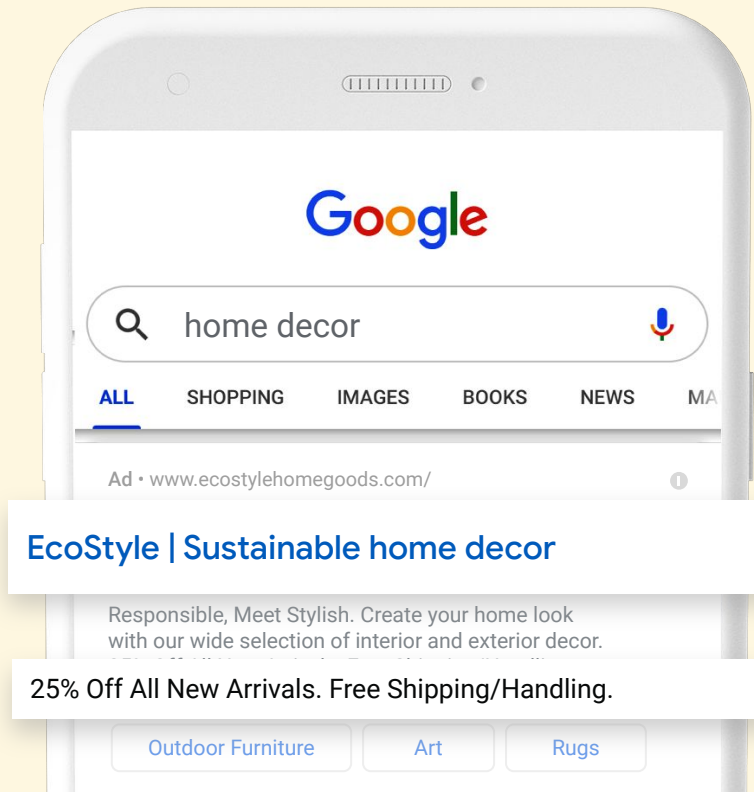 Google
home decor
ALL SHOPPING IMAGES BOOKS NEWS MA
Ad • www.ecostylehomegoods.com/
EcoStyle | Sustainable home decor
Responsible, Meet Stylish. Create your home look
with our wide selection of interior and exterior decor.
25% Off All New Arrivals. Free Shipping/Handling.
Outdoor Furniture Art Rugs